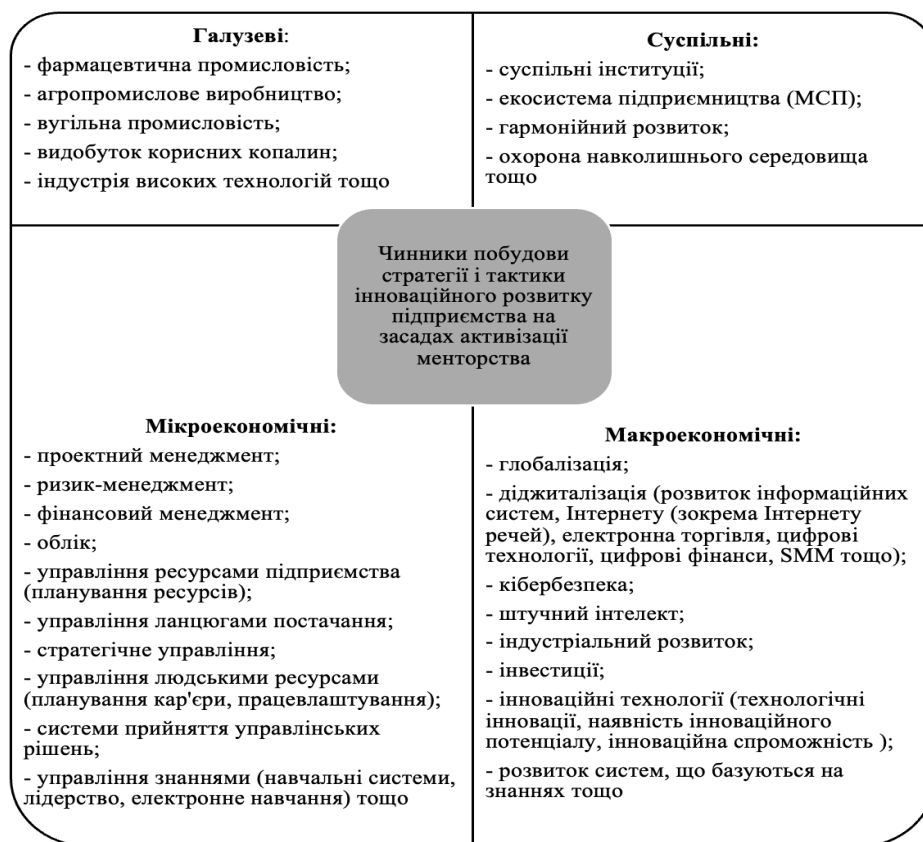 Галузеві:
- фармацевтична промисловість;
- агропромислове виробництво;
- вугільна промисловість;
- видобуток корисних копалин;
- індустрія високих технологій тощо
Суспільні:
- суспільні інституції;
- екосистема підприємництва (МСП);
- гармонійний розвиток;
- охорона навколишнього середовища
тощо
Чинники побудови
стратегії і тактики
інноваційного розвитку
підприємства на
засадах активізації
менторства
Мікроекономічні:
- проектний менеджмент;
- ризик-менеджмент;
- фінансовий менеджмент;
- облік;
- управління ресурсами підприємства
(планування ресурсів);
- управління ланцюгами постачання;
- стратегічне управління;
- управління людськими ресурсами
(планування кар'єри, працевлаштування);
- системи прийняття управлінських
рішень;
- управління знаннями (навчальні системи,
лідерство, електронне навчання) тощо
Макроекономічні:
- глобалізація;
- діджиталізація (розвиток інформаційних
систем, Інтернету (зокрема Інтернету
речей), електронна торгівля, цифрові
технології, цифрові фінанси, SMM тощо);
- кібербезпека;
- штучний інтелект;
- індустріальний розвиток;
- інвестиції;
- інноваційні технології (технологічні
інновації, наявність інноваційного
потенціалу, інноваційна спроможність );
- розвиток систем, що базуються на
знаннях тощо